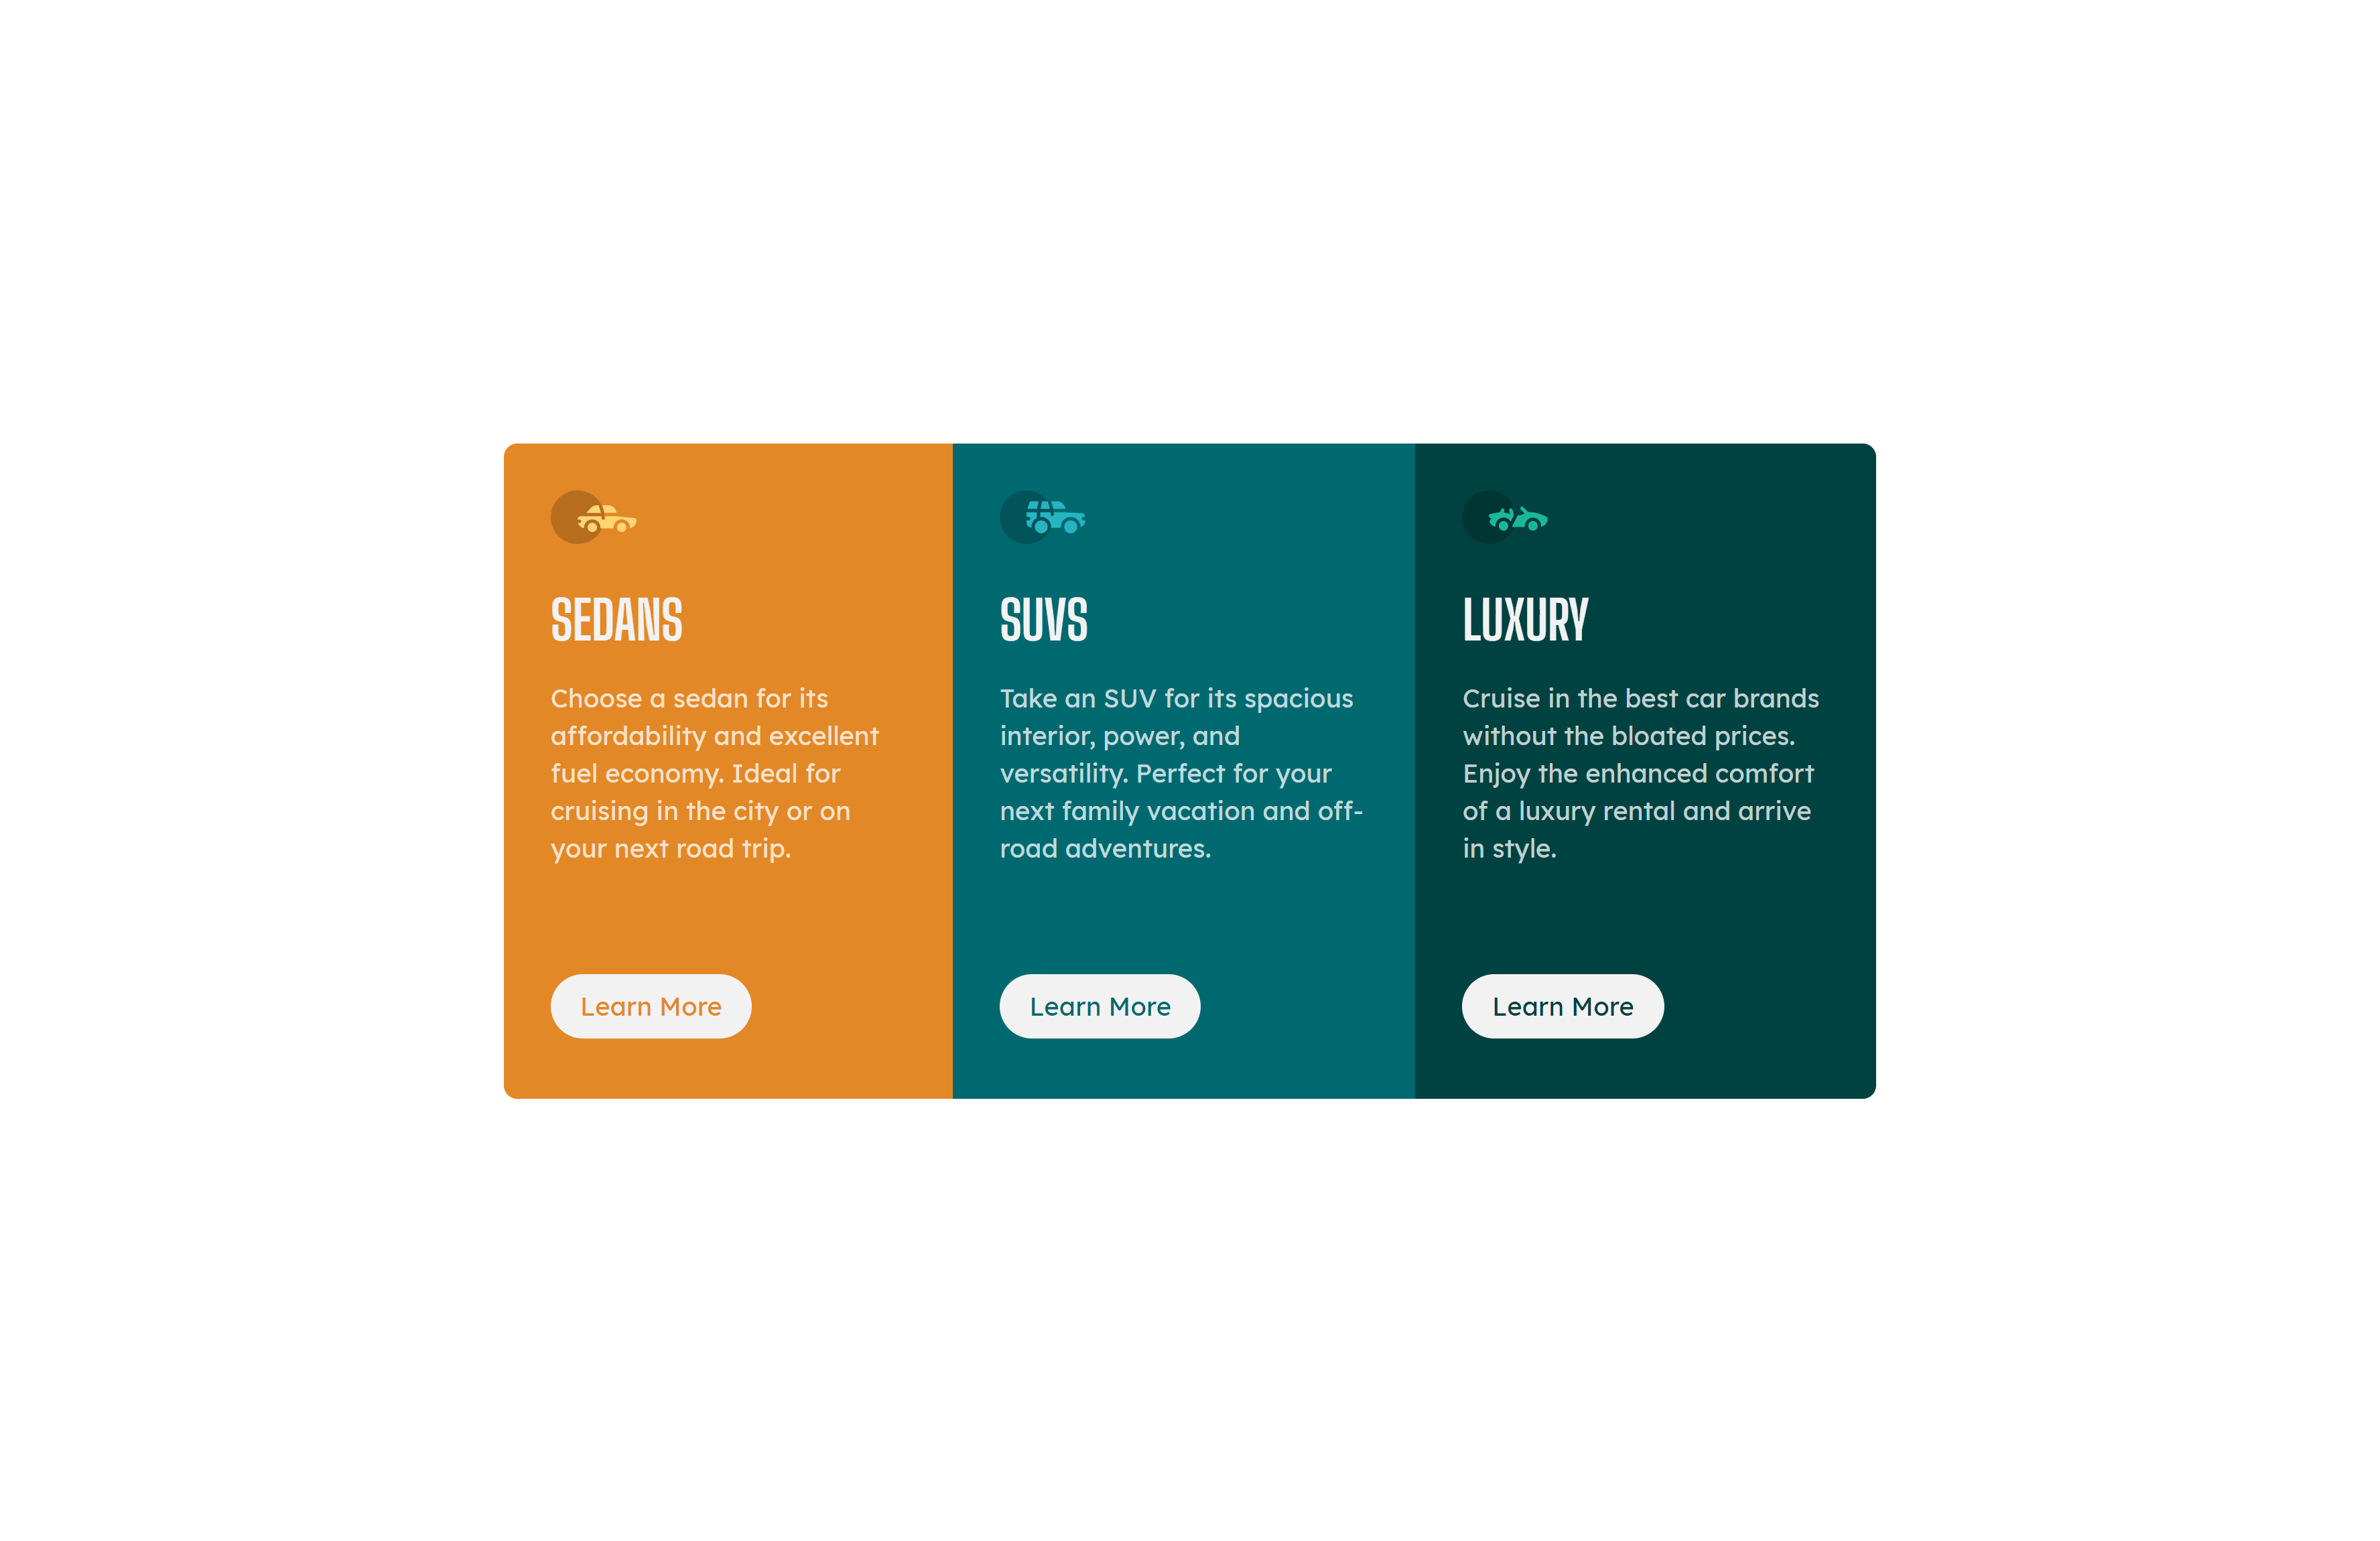 SEDANS
Choose a sedan for its
affordability and excellent
fuel economy. Ideal for
cruising in the city or on
your next road trip.
Learn More
SUVS
Take an SUV for its spacious
interior, power, and
versatility. Perfect for your
next family vacation and off-
road adventures.
Learn More
LUXURY
Cruise in the best car brands
without the bloated prices.
Enjoy the enhanced comfort
of a luxury rental and arrive
in style.
Learn More